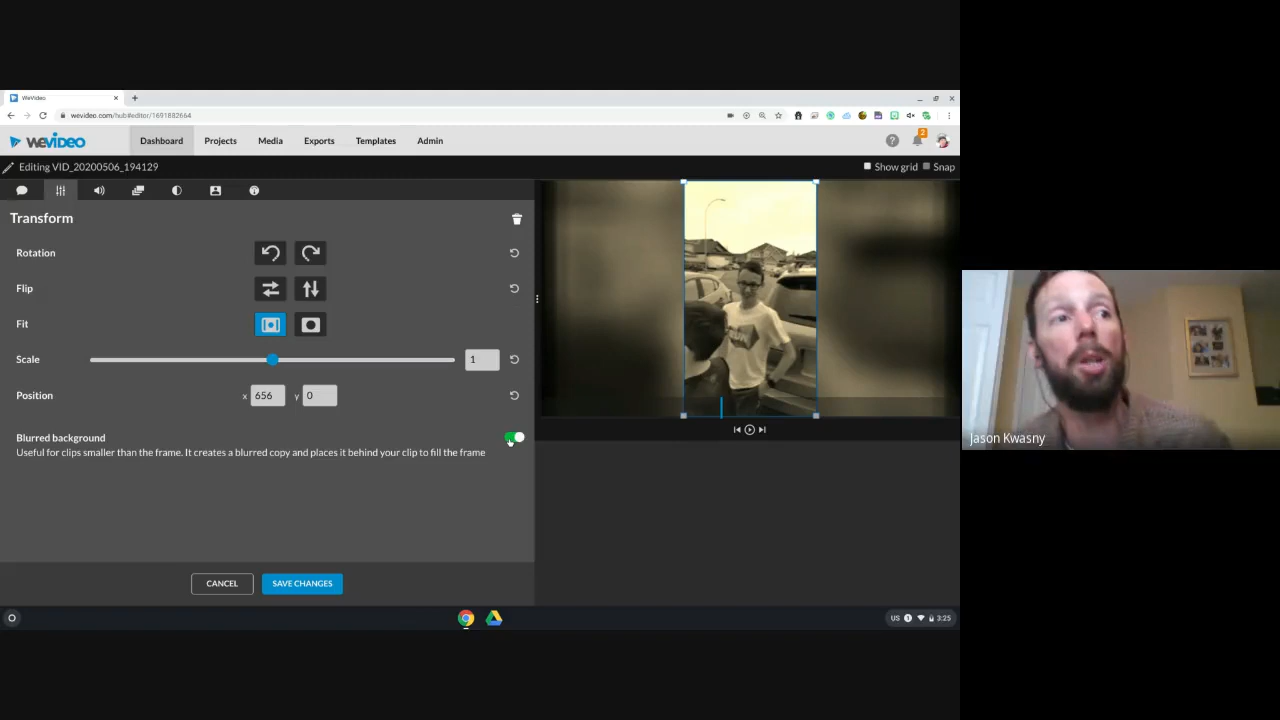 WeVideo
wevideo.com/hub#editor/1691882664
WEVIDEO
Dashboard
Projects
Media
Exports
Templates
Admin
2
Editing VID_20200506_194129
Show grid
Snap
Transform
Rotation
Flip
Fit
Scale
1
Position
x 656
y 0
Blurred background
Useful for clips smaller than the frame. It creates a blurred copy and places it behind your clip to fill the frame
CANCEL
SAVE CHANGES
US
1
3:25
Jason Kwasny